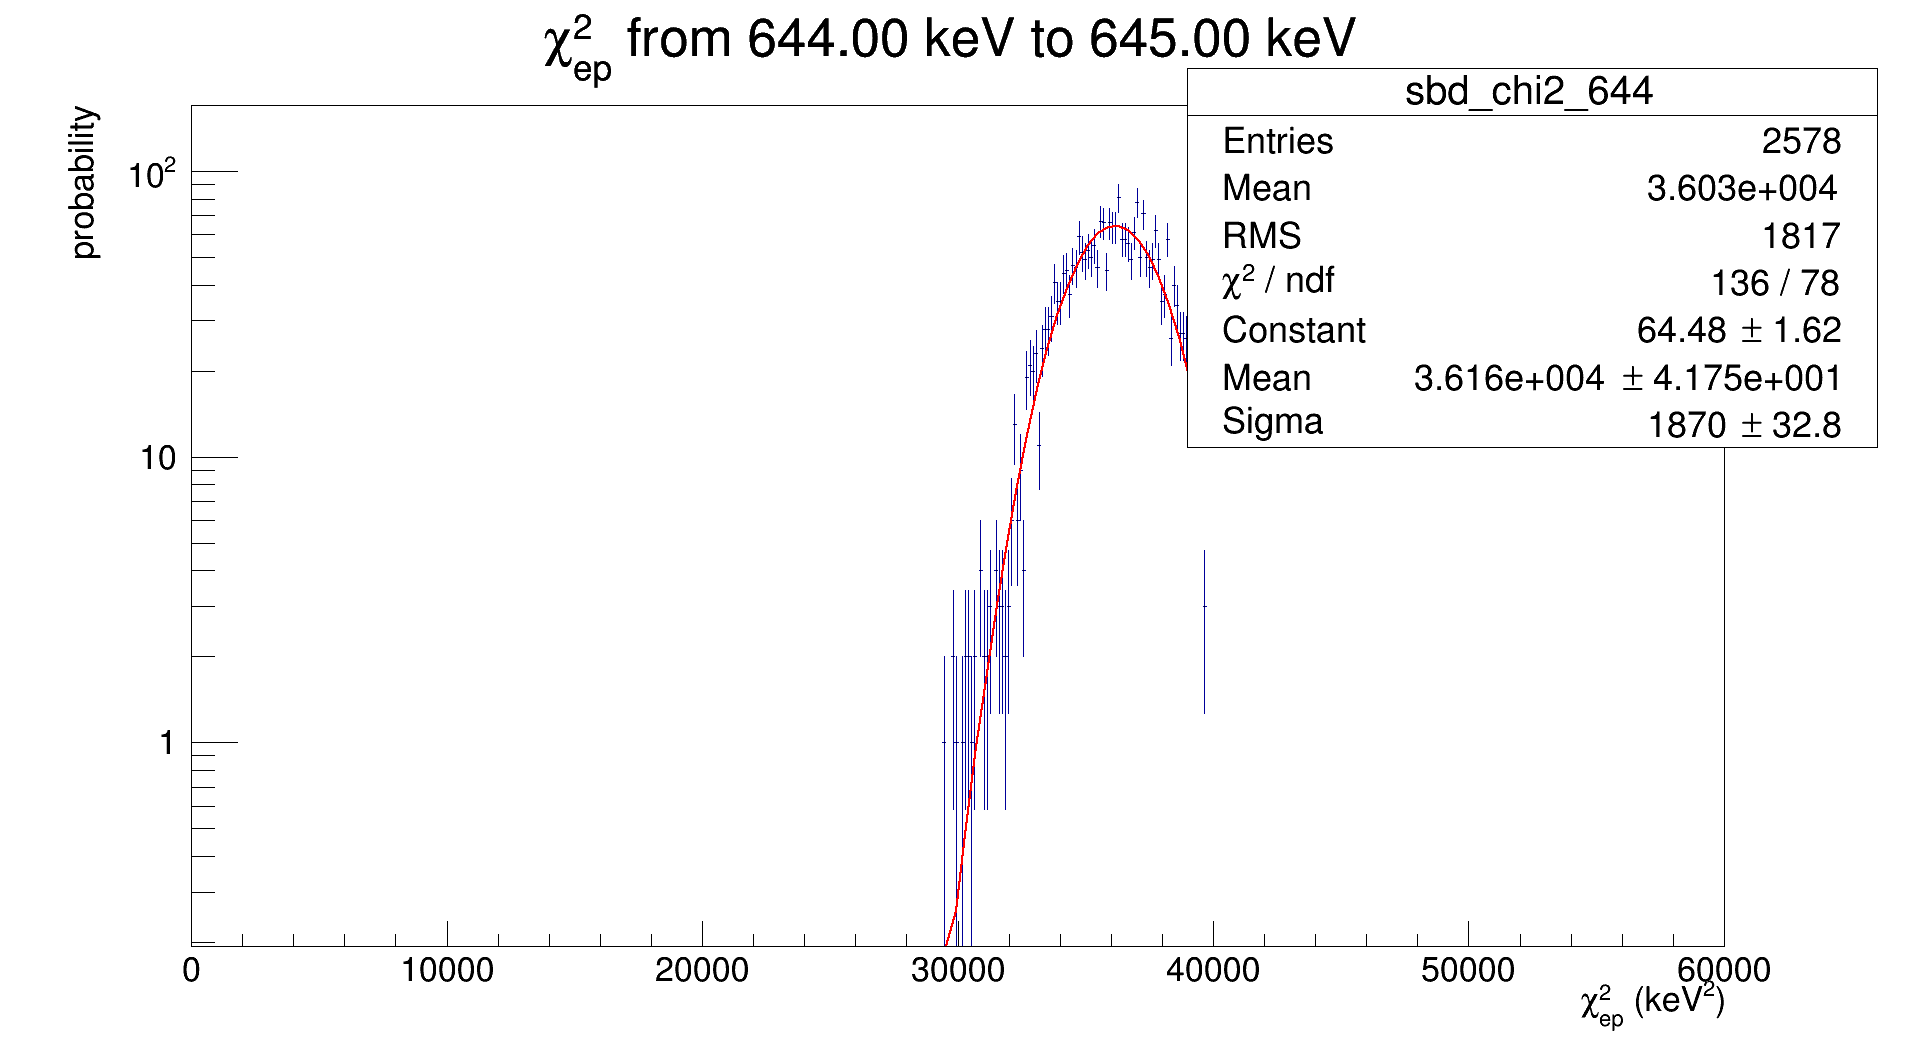 χ²ep from 644.00 keV to 645.00 keV
sbd_chi2_644
Entries 2578
Mean 3.603e+004
RMS 1817
χ² / ndf 136 / 78
Constant 64.48 ± 1.62
Mean 3.616e+004 ± 4.175e+001
Sigma 1870 ± 32.8
probability
10²
10
1
0 10000 20000 30000 40000 50000 60000
χ²ep (keV²)